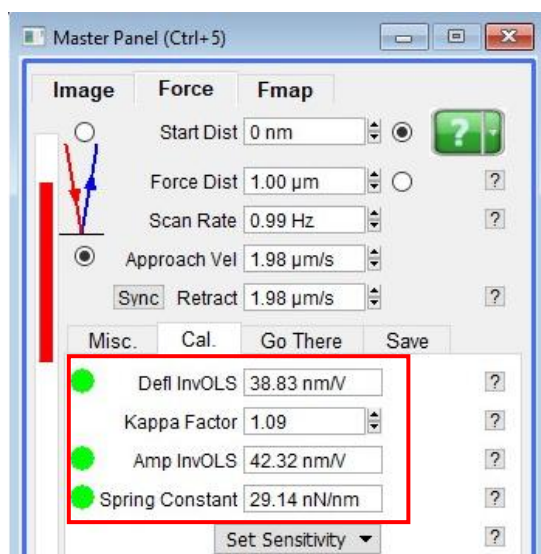 Master Panel (Ctrl+5)
Image Force Fmap
Start Dist 0 nm ?
Force Dist 1.00 µm ?
Scan Rate 0.99 Hz ?
Approach Vel 1.98 µm/s
Sync Retract 1.98 µm/s ?
Misc. Cal. Go There Save
Defl InvOLS 38.83 nm/V ?
Kappa Factor 1.09 ?
Amp InvOLS 42.32 nm/V ?
Spring Constant 29.14 nN/nm ?
Set Sensitivity ?